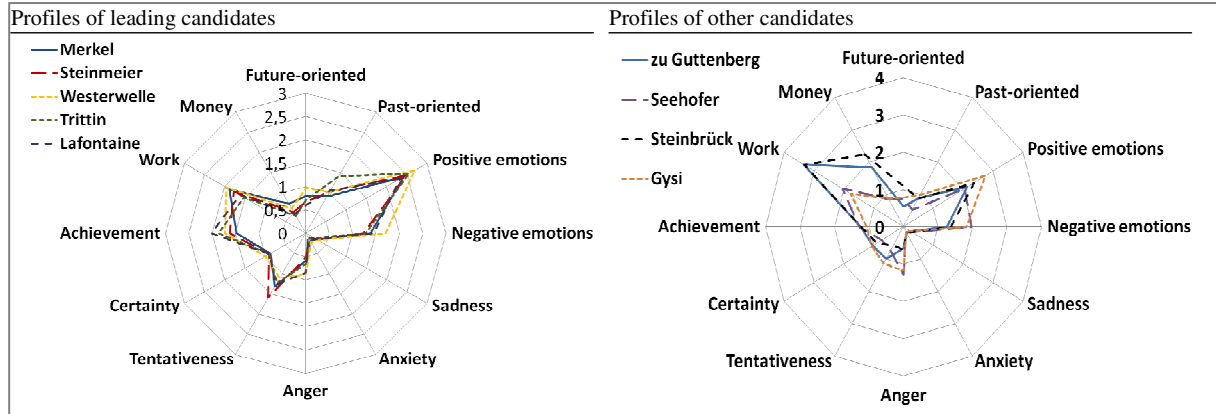 Profiles of leading candidates
Merkel
Steinmeier
Westerwelle
Trittin
Lafontaine
Future-oriented
Past-oriented
Positive emotions
Negative emotions
Sadness
Anxiety
Anger
Tentativeness
Certainty
Achievement
Work
Money
3
2,5
2
1,5
1
0,5
0
Profiles of other candidates
zu Guttenberg
Seehofer
Steinbrück
Gysi
Future-oriented
Past-oriented
Positive emotions
Negative emotions
Sadness
Anxiety
Anger
Tentativeness
Certainty
Achievement
Work
Money
4
3
2
1
0